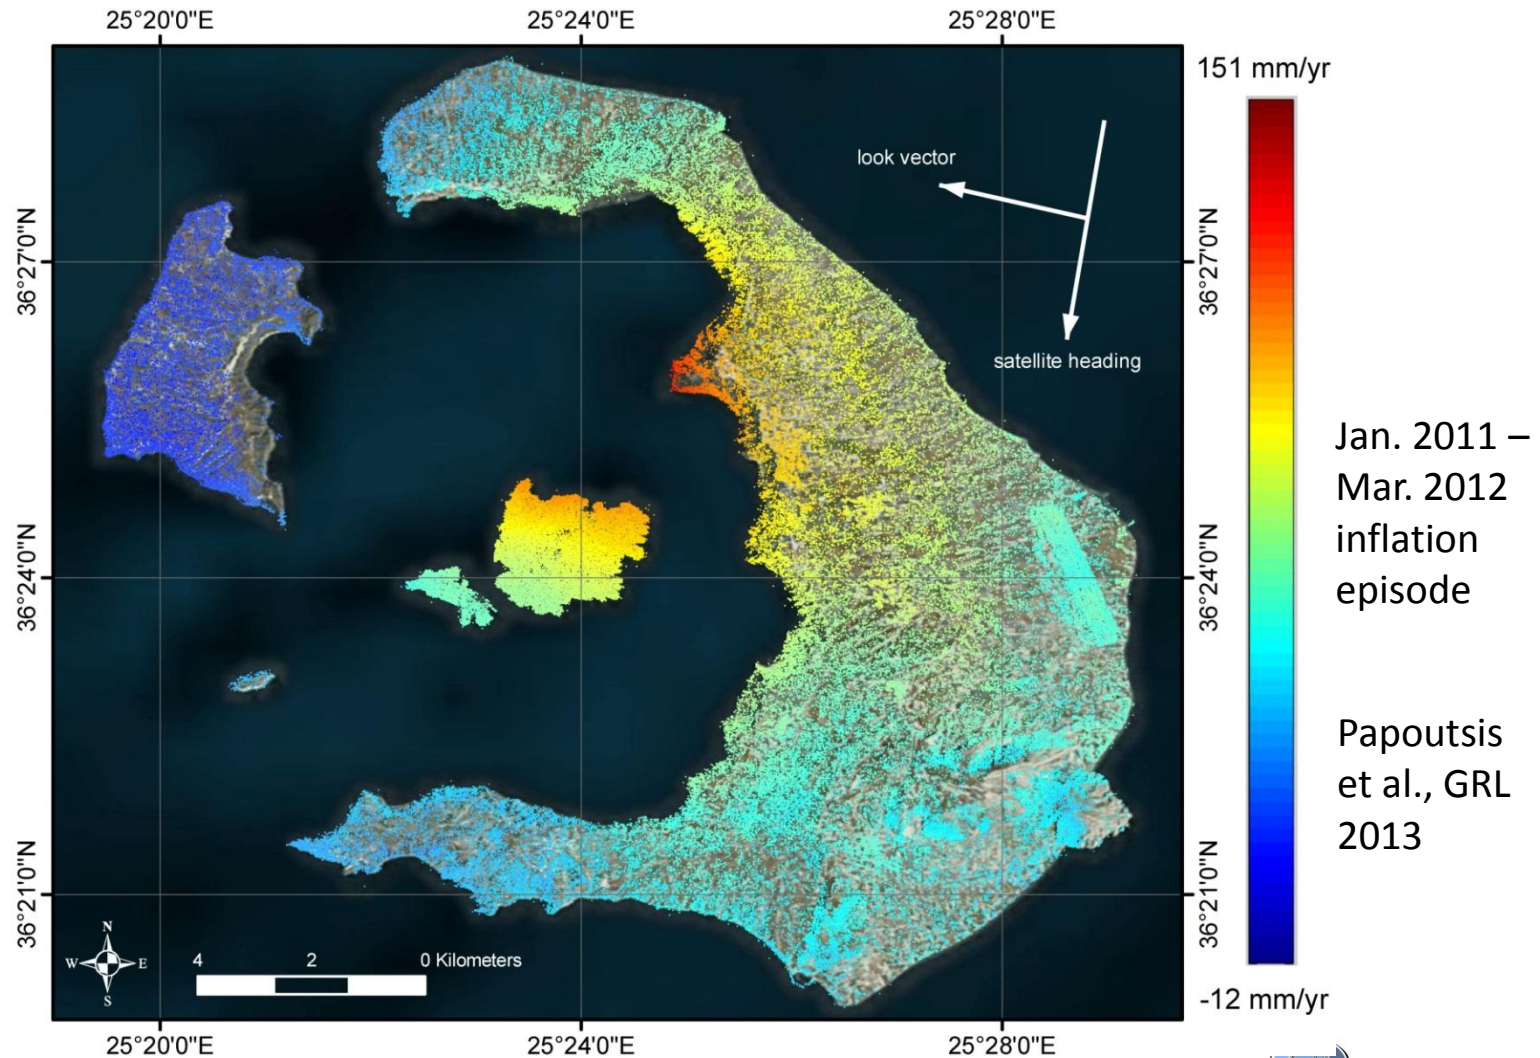 25°20'0"E
25°24'0"E
25°28'0"E
151 mm/yr
look vector
satellite heading
36°27'0"N
36°27'0"N
Jan. 2011 –
Mar. 2012
inflation
episode
36°24'0"N
36°24'0"N
Papoutsis
et al., GRL
2013
36°21'0"N
36°21'0"N
N
W
E
S
4
2
0 Kilometers
-12 mm/yr
25°20'0"E
25°24'0"E
25°28'0"E